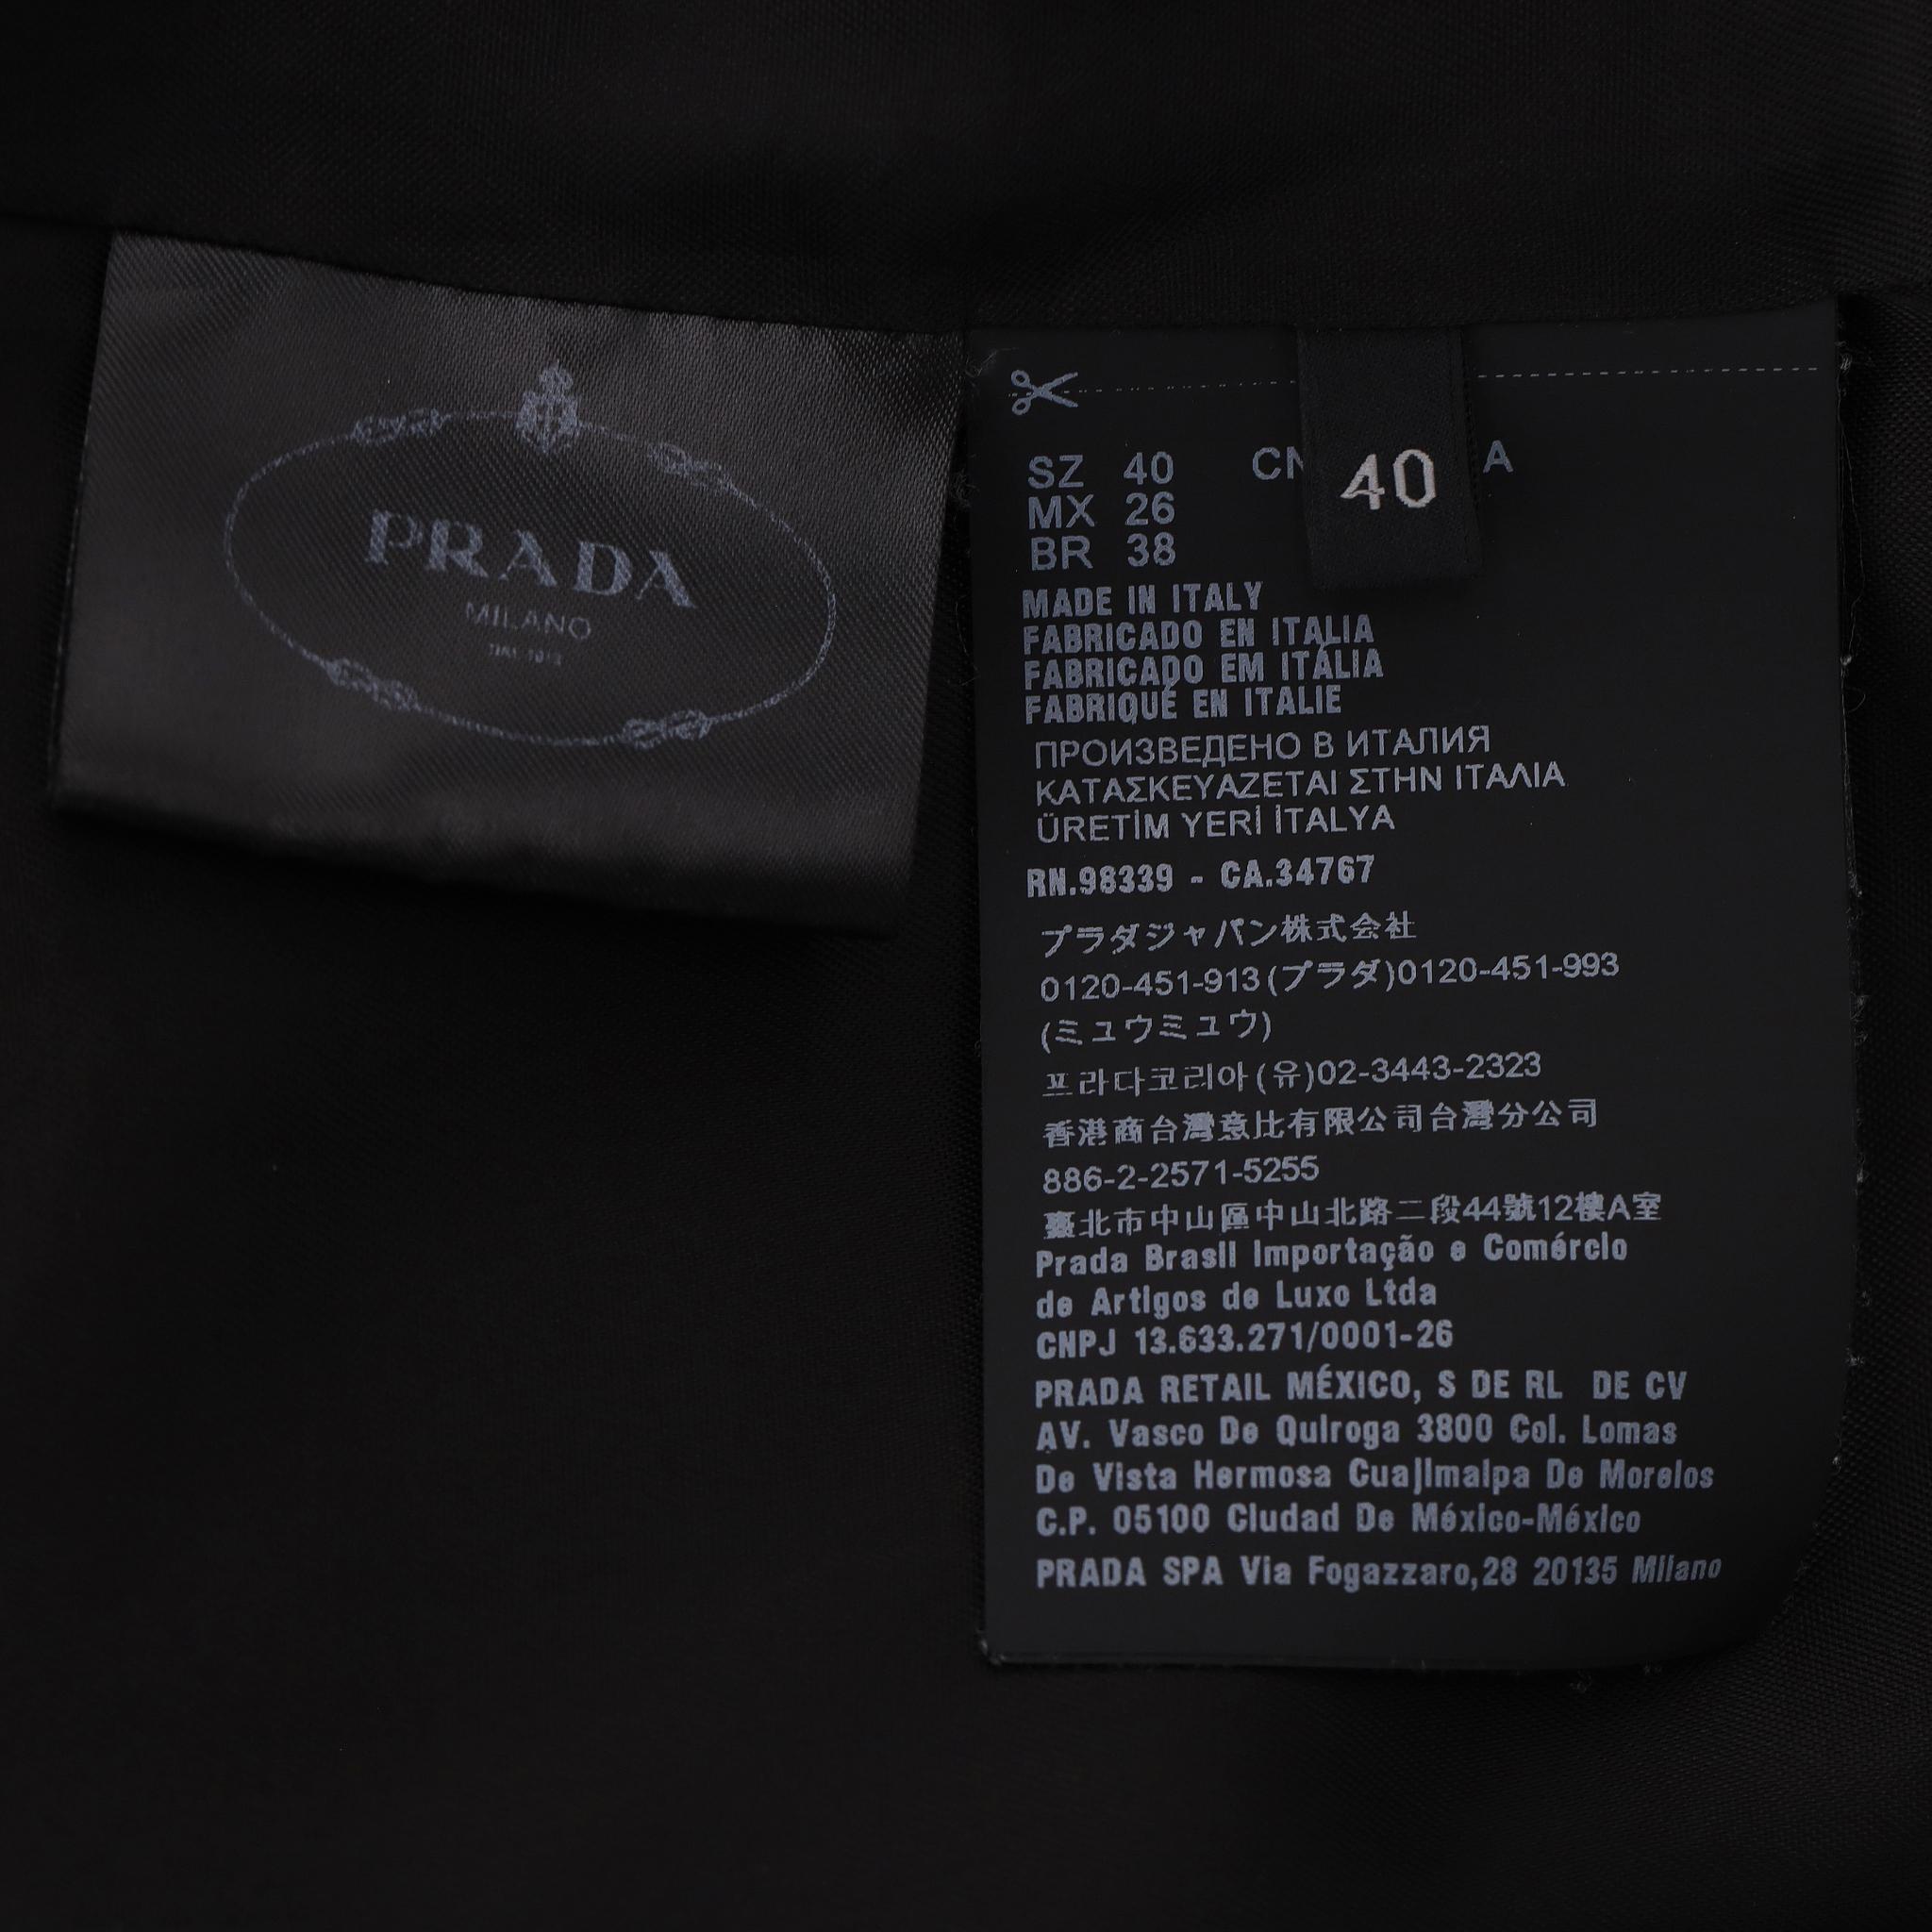 PRADA
MILANO
DAL 1913
40
SZ 40 CN A
MX 26
BR 38
MADE IN ITALY
FABRICADO EN ITALIA
FABRICADO EM ITÁLIA
FABRIQUÉ EN ITALIE
ПРОИЗВЕДЕНО В ИТАЛИЯ
ΚΑΤΑΣΚΕΥΑΖΕΤΑΙ ΣΤΗΝ ΙΤΑΛΙΑ
ÜRETİM YERİ İTALYA
RN.98339 - CA.34767
プラダジャパン株式会社
0120-451-913(プラダ)0120-451-993
(ミュウミュウ)
프라다코리아(유)02-3443-2323
香港商台灣意比有限公司台灣分公司
886-2-2571-5255
臺北市中山區中山北路二段44號12樓A室
Prada Brasil Importação e Comércio
de Artigos de Luxo Ltda
CNPJ 13.633.271/0001-26
PRADA RETAIL MÉXICO, S DE RL DE CV
AV. Vasco De Quiroga 3800 Col. Lomas
De Vista Hermosa Cuajimalpa De Morelos
C.P. 05100 Ciudad De México-México
PRADA SPA Via Fogazzaro,28 20135 Milano